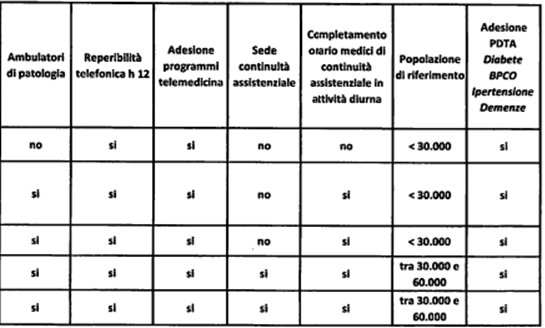 Ambulatori
di patologia
Reperibilità
telefonica h 12
Adesione
programmi
telemedicina
Sede
continuità
assistenziale
Completamento
orario medici di
continuità
assistenziale in
attività diurna
Popolazione
di riferimento
Adesione
PDTA
Diabete
BPCO
Ipertensione
Demenze
no si si no no < 30.000 si
si si si no si < 30.000 si
si si si no si < 30.000 si
si si si si si tra 30.000 e
60.000 si
si si si si si tra 30.000 e
60.000 si